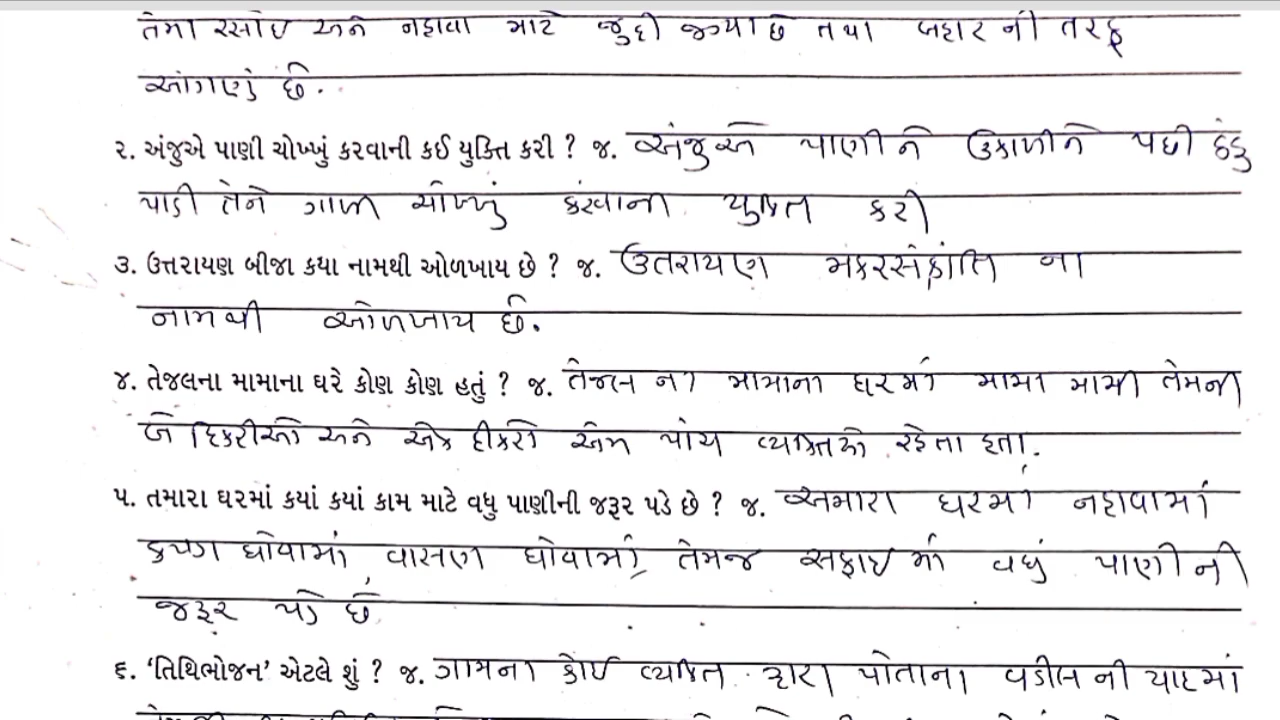 તેમા રસોઇ અને નહાવા માટે જુદી જગ્યા છે તથા બહાર ની તરફ
આંગણું છે.
૨. અંજુએ પાણી ચોખ્ખું કરવાની કઈ યુક્તિ કરી ? જ. અંજુએ પાણીને ઉકાળીને પછી ઠંડુ
પાડી તેને ગાળી ચોખ્ખું કરવાની યુકિત કરી
૩. ઉત્તરાયણ બીજા કયા નામથી ઓળખાય છે ? જ. ઉતરાયણ મકરસંક્રાંતિ ના
નામથી ઓળખાય છે.
૪. તેજલના મામાના ઘરે કોણ કોણ હતું ? જ. તેજલ ના મામાના ઘરમાં મામા મામી તેમની
બે દિકરીઓ અને એક દીકરો એમ પાંચ વ્યકિતઓ રહેતા હતા.
૫. તમારા ઘરમાં કયાં કયાં કામ માટે વધુ પાણીની જરૂર પડે છે ? જ. અમારા ઘરમાં નહાવામાં
કપડા ધોવામાં, વાસણ ધોવામાં, તેમજ સફાઇ માં વધું પાણી ની
જરૂર પડે છે
૬. ‘તિથિભોજન’ એટલે શું ? જ. ગામના કોઇ વ્યકિત દ્વારા પોતાના વડીલ ની યાદમાં